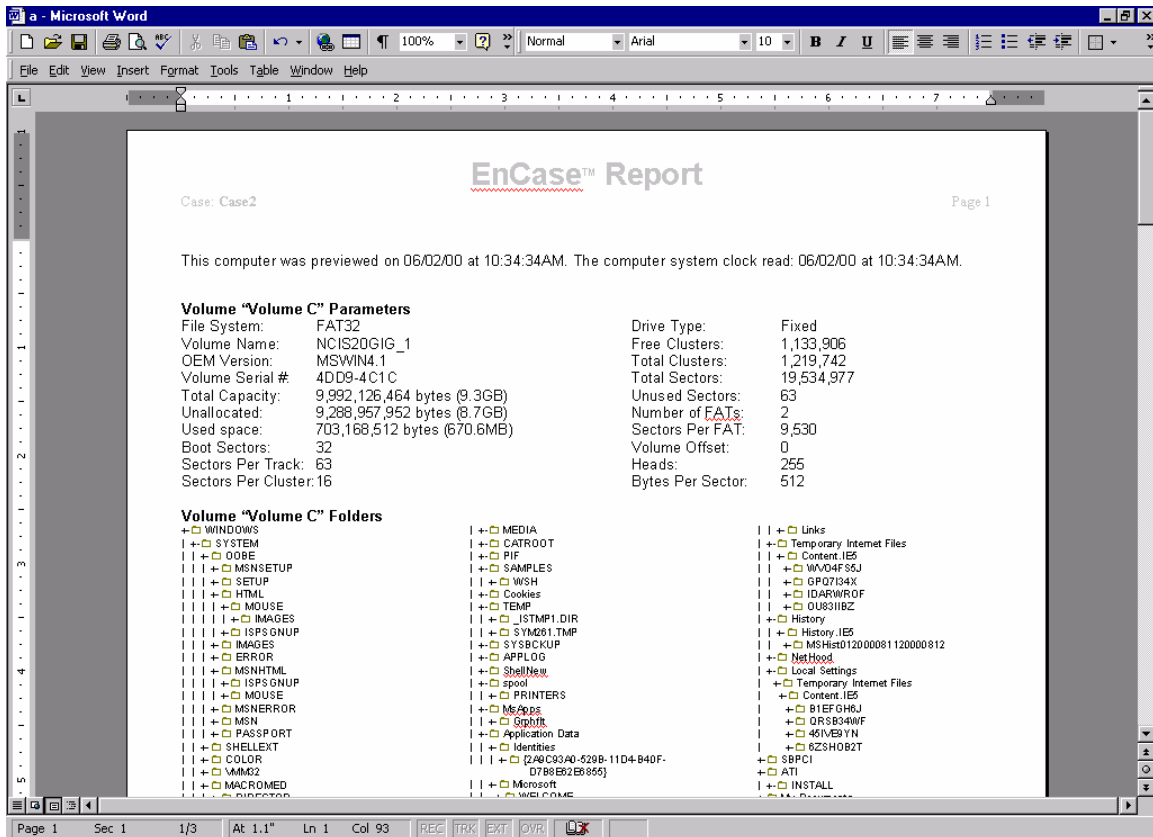 a - Microsoft Word
100% Normal Arial 10 B I U
File Edit View Insert Format Tools Table Window Help
1 2 3 4 5 6 7
EnCase™ Report
Case: Case2 Page 1
This computer was previewed on 06/02/00 at 10:34:34AM. The computer system clock read: 06/02/00 at 10:34:34AM.
Volume “Volume C” Parameters
File System: FAT32 Drive Type: Fixed
Volume Name: NCIS20GIG_1 Free Clusters: 1,133,906
OEM Version: MSWIN4.1 Total Clusters: 1,219,742
Volume Serial #: 4DD9-4C1C Total Sectors: 19,534,977
Total Capacity: 9,992,126,464 bytes (9.3GB) Unused Sectors: 63
Unallocated: 9,288,957,952 bytes (8.7GB) Number of FATs: 2
Used space: 703,168,512 bytes (670.6MB) Sectors Per FAT: 9,530
Boot Sectors: 32 Volume Offset: 0
Sectors Per Track: 63 Heads: 255
Sectors Per Cluster: 16 Bytes Per Sector: 512
Volume “Volume C” Folders
WINDOWS
SYSTEM
OOBE
MSNSETUP
SETUP
HTML
MOUSE
IMAGES
ISPSGNUP
IMAGES
ERROR
MSNHTML
ISPSGNUP
MOUSE
MSNERROR
MSN
PASSPORT
SHELLEXT
COLOR
VMM32
MACROMED
DIRECTOR
MEDIA
CATROOT
PIF
SAMPLES
WSH
Cookies
TEMP
_ISTMP1.DIR
SYM261.TMP
SYSBCKUP
APPLOG
ShellNew
spool
PRINTERS
MsApps
Grphflt
Application Data
Identities
{2A9C93A0-529B-11D4-B40F-
D7B8E62E6855}
Microsoft
WELCOME
Links
Temporary Internet Files
Content.IE5
WVO4FS5J
GPQ7I34X
IDARWROF
OU83IIBZ
History
History.IE5
MSHist012000081120000812
NetHood
Local Settings
Temporary Internet Files
Content.IE5
B1EFGH6J
QRSB34WF
45IVE9YN
6ZSHOB2T
SBPCI
ATI
INSTALL
My Documents
Page 1 Sec 1 1/3 At 1.1" Ln 1 Col 93 REC TRK EXT OVR